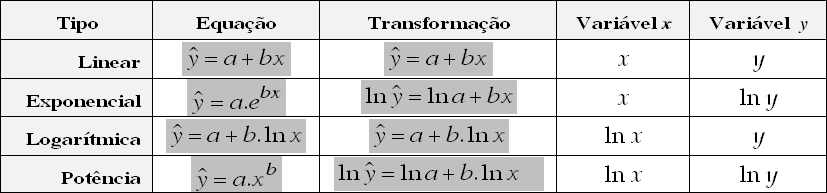 Tipo Equação Transformação Variável x Variável y
Linear ŷ = a + bx ŷ = a + bx x y
Exponencial ŷ = a.e^{bx} ln ŷ = ln a + bx x ln y
Logarítmica ŷ = a + b.ln x ŷ = a + b.ln x ln x y
Potência ŷ = a.x^b ln ŷ = ln a + b.ln x ln x ln y